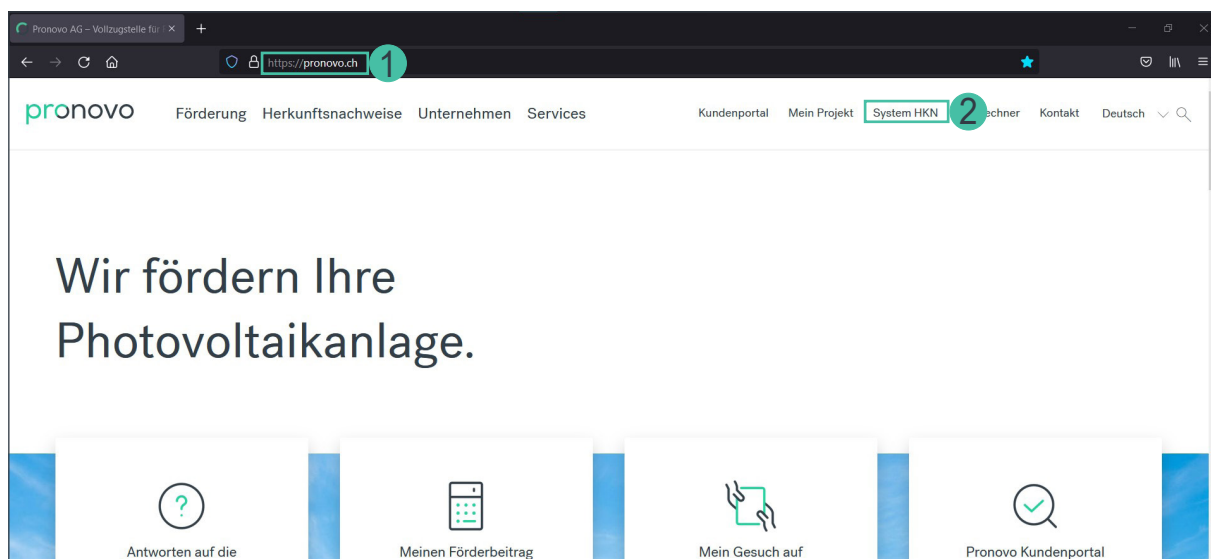 Pronovo AG – Vollzugstelle für
https://pronovo.ch
1
pronovo
Förderung Herkunftsnachweise Unternehmen Services
Kundenportal Mein Projekt System HKN 2 echner Kontakt Deutsch
Wir fördern Ihre
Photovoltaikanlage.
Antworten auf die
Meinen Förderbeitrag
Mein Gesuch auf
Pronovo Kundenportal